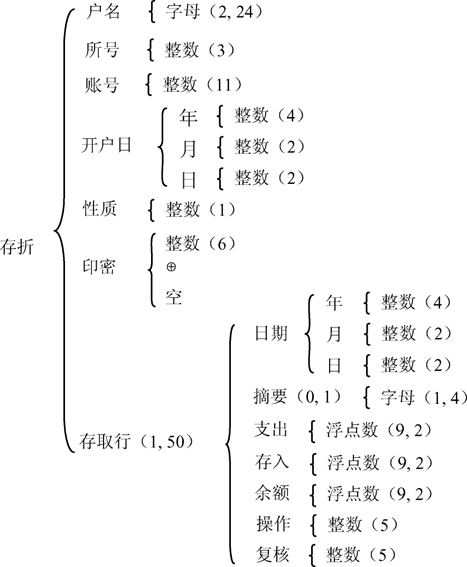 户名 { 字母（2, 24）
所号 { 整数（3）
账号 { 整数（11）
开户日 { 年 { 整数（4）
月 { 整数（2）
日 { 整数（2）
性质 { 整数（1）
存折 { 印密 { 整数（6）
⊕
空
存取行（1, 50） { 日期 { 年 { 整数（4）
月 { 整数（2）
日 { 整数（2）
摘要（0, 1） { 字母（1, 4）
支出 { 浮点数（9, 2）
存入 { 浮点数（9, 2）
余额 { 浮点数（9, 2）
操作 { 整数（5）
复核 { 整数（5）